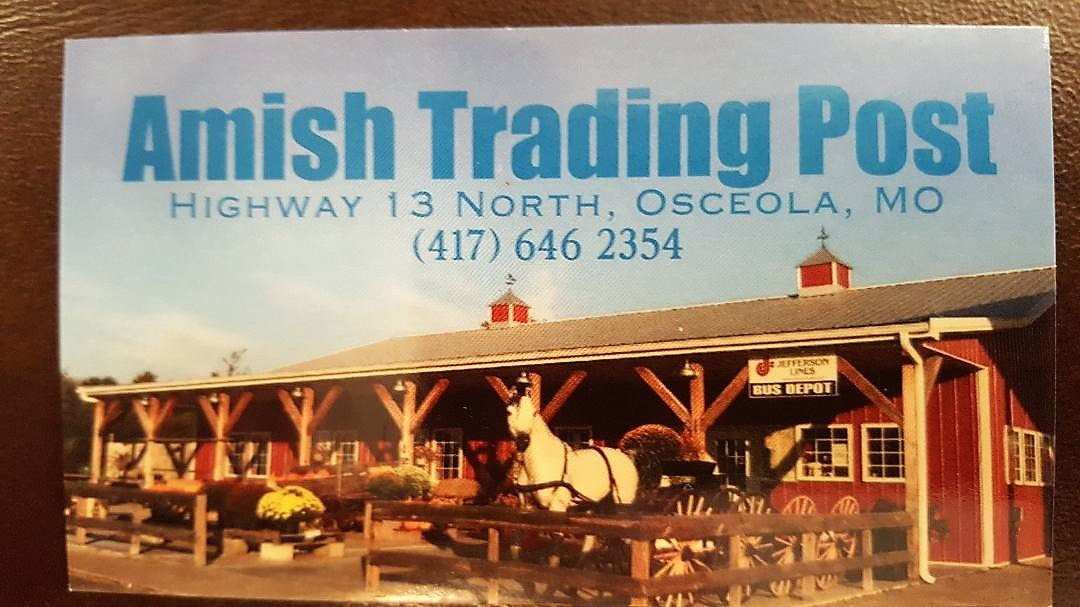 Amish Trading Post
HIGHWAY 13 NORTH, OSCEOLA, MO
(417) 646 2354
JEFFERSON
LINES
BUS DEPOT